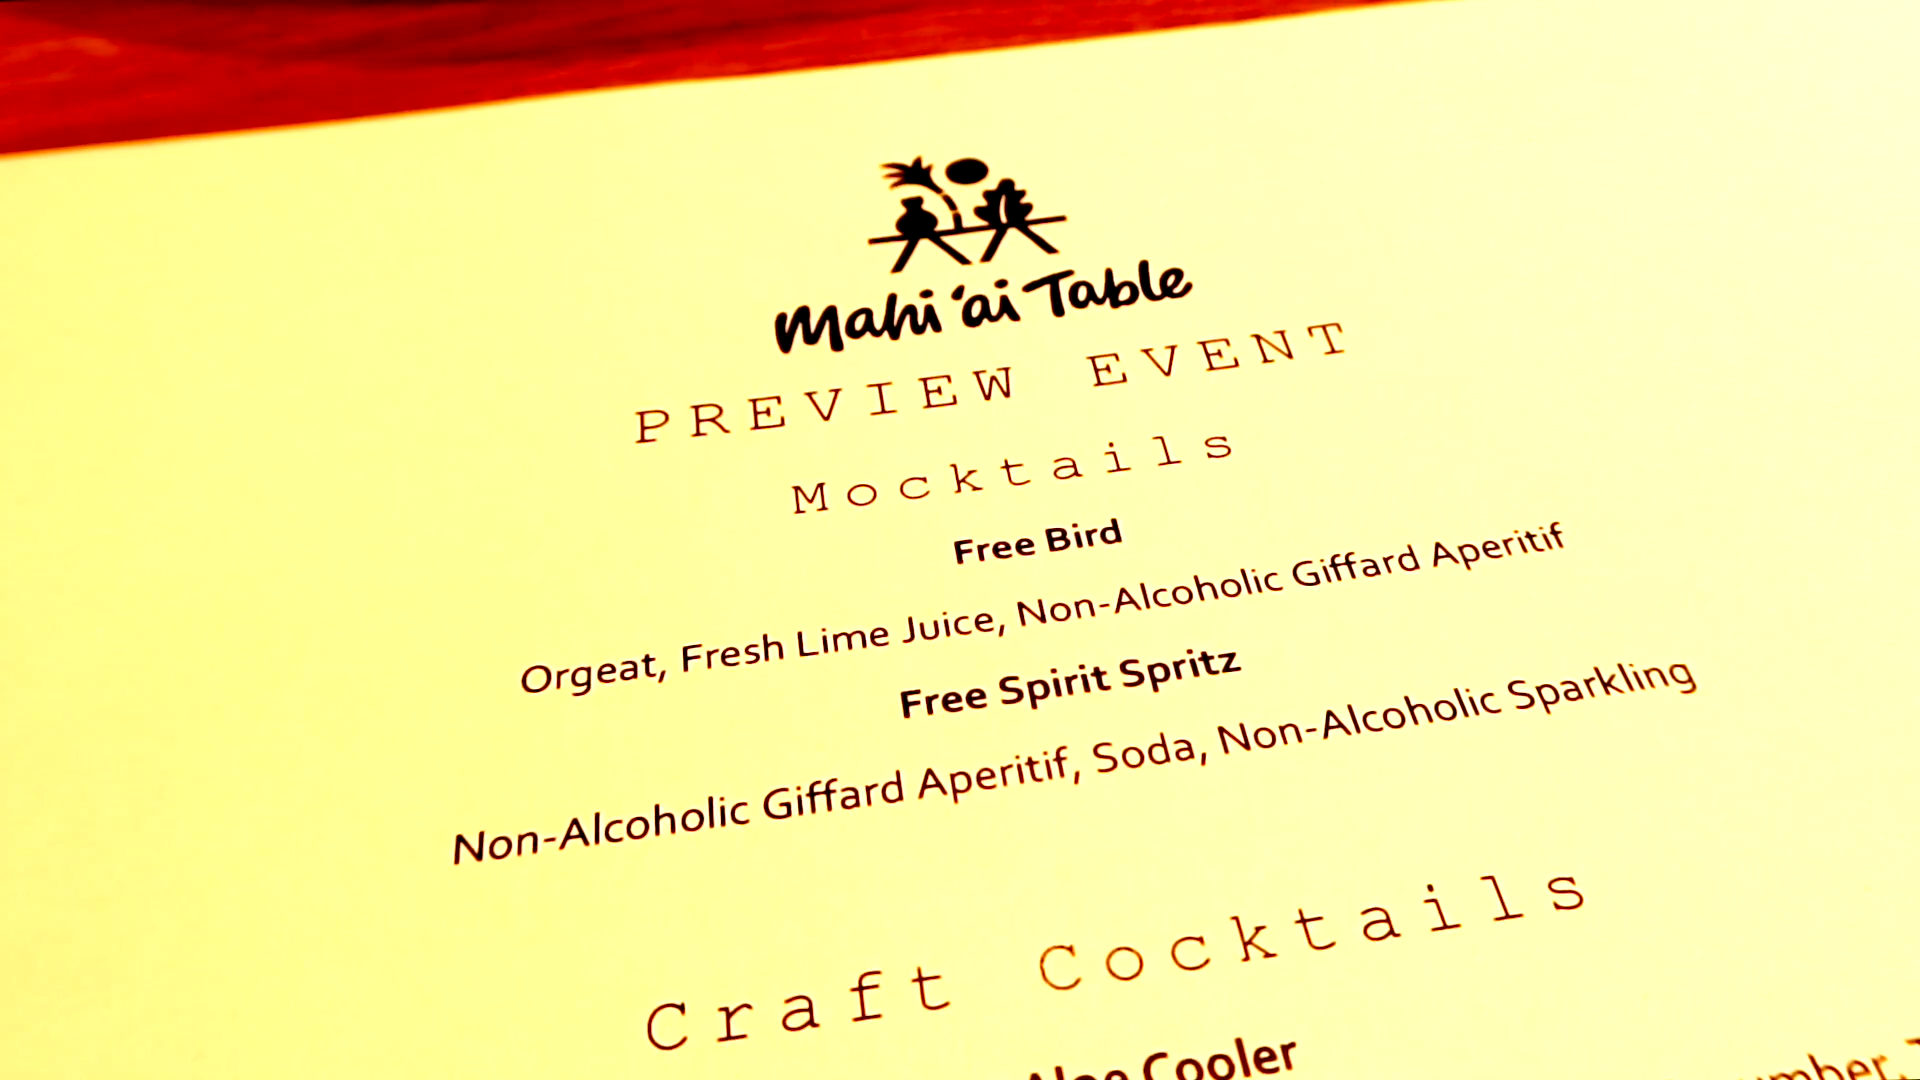 Mahi 'ai Table
PREVIEW EVENT
Mocktails
Free Bird
Orgeat, Fresh Lime Juice, Non-Alcoholic Giffard Aperitif
Free Spirit Spritz
Non-Alcoholic Giffard Aperitif, Soda, Non-Alcoholic Sparkling
Craft Cocktails
Cooler